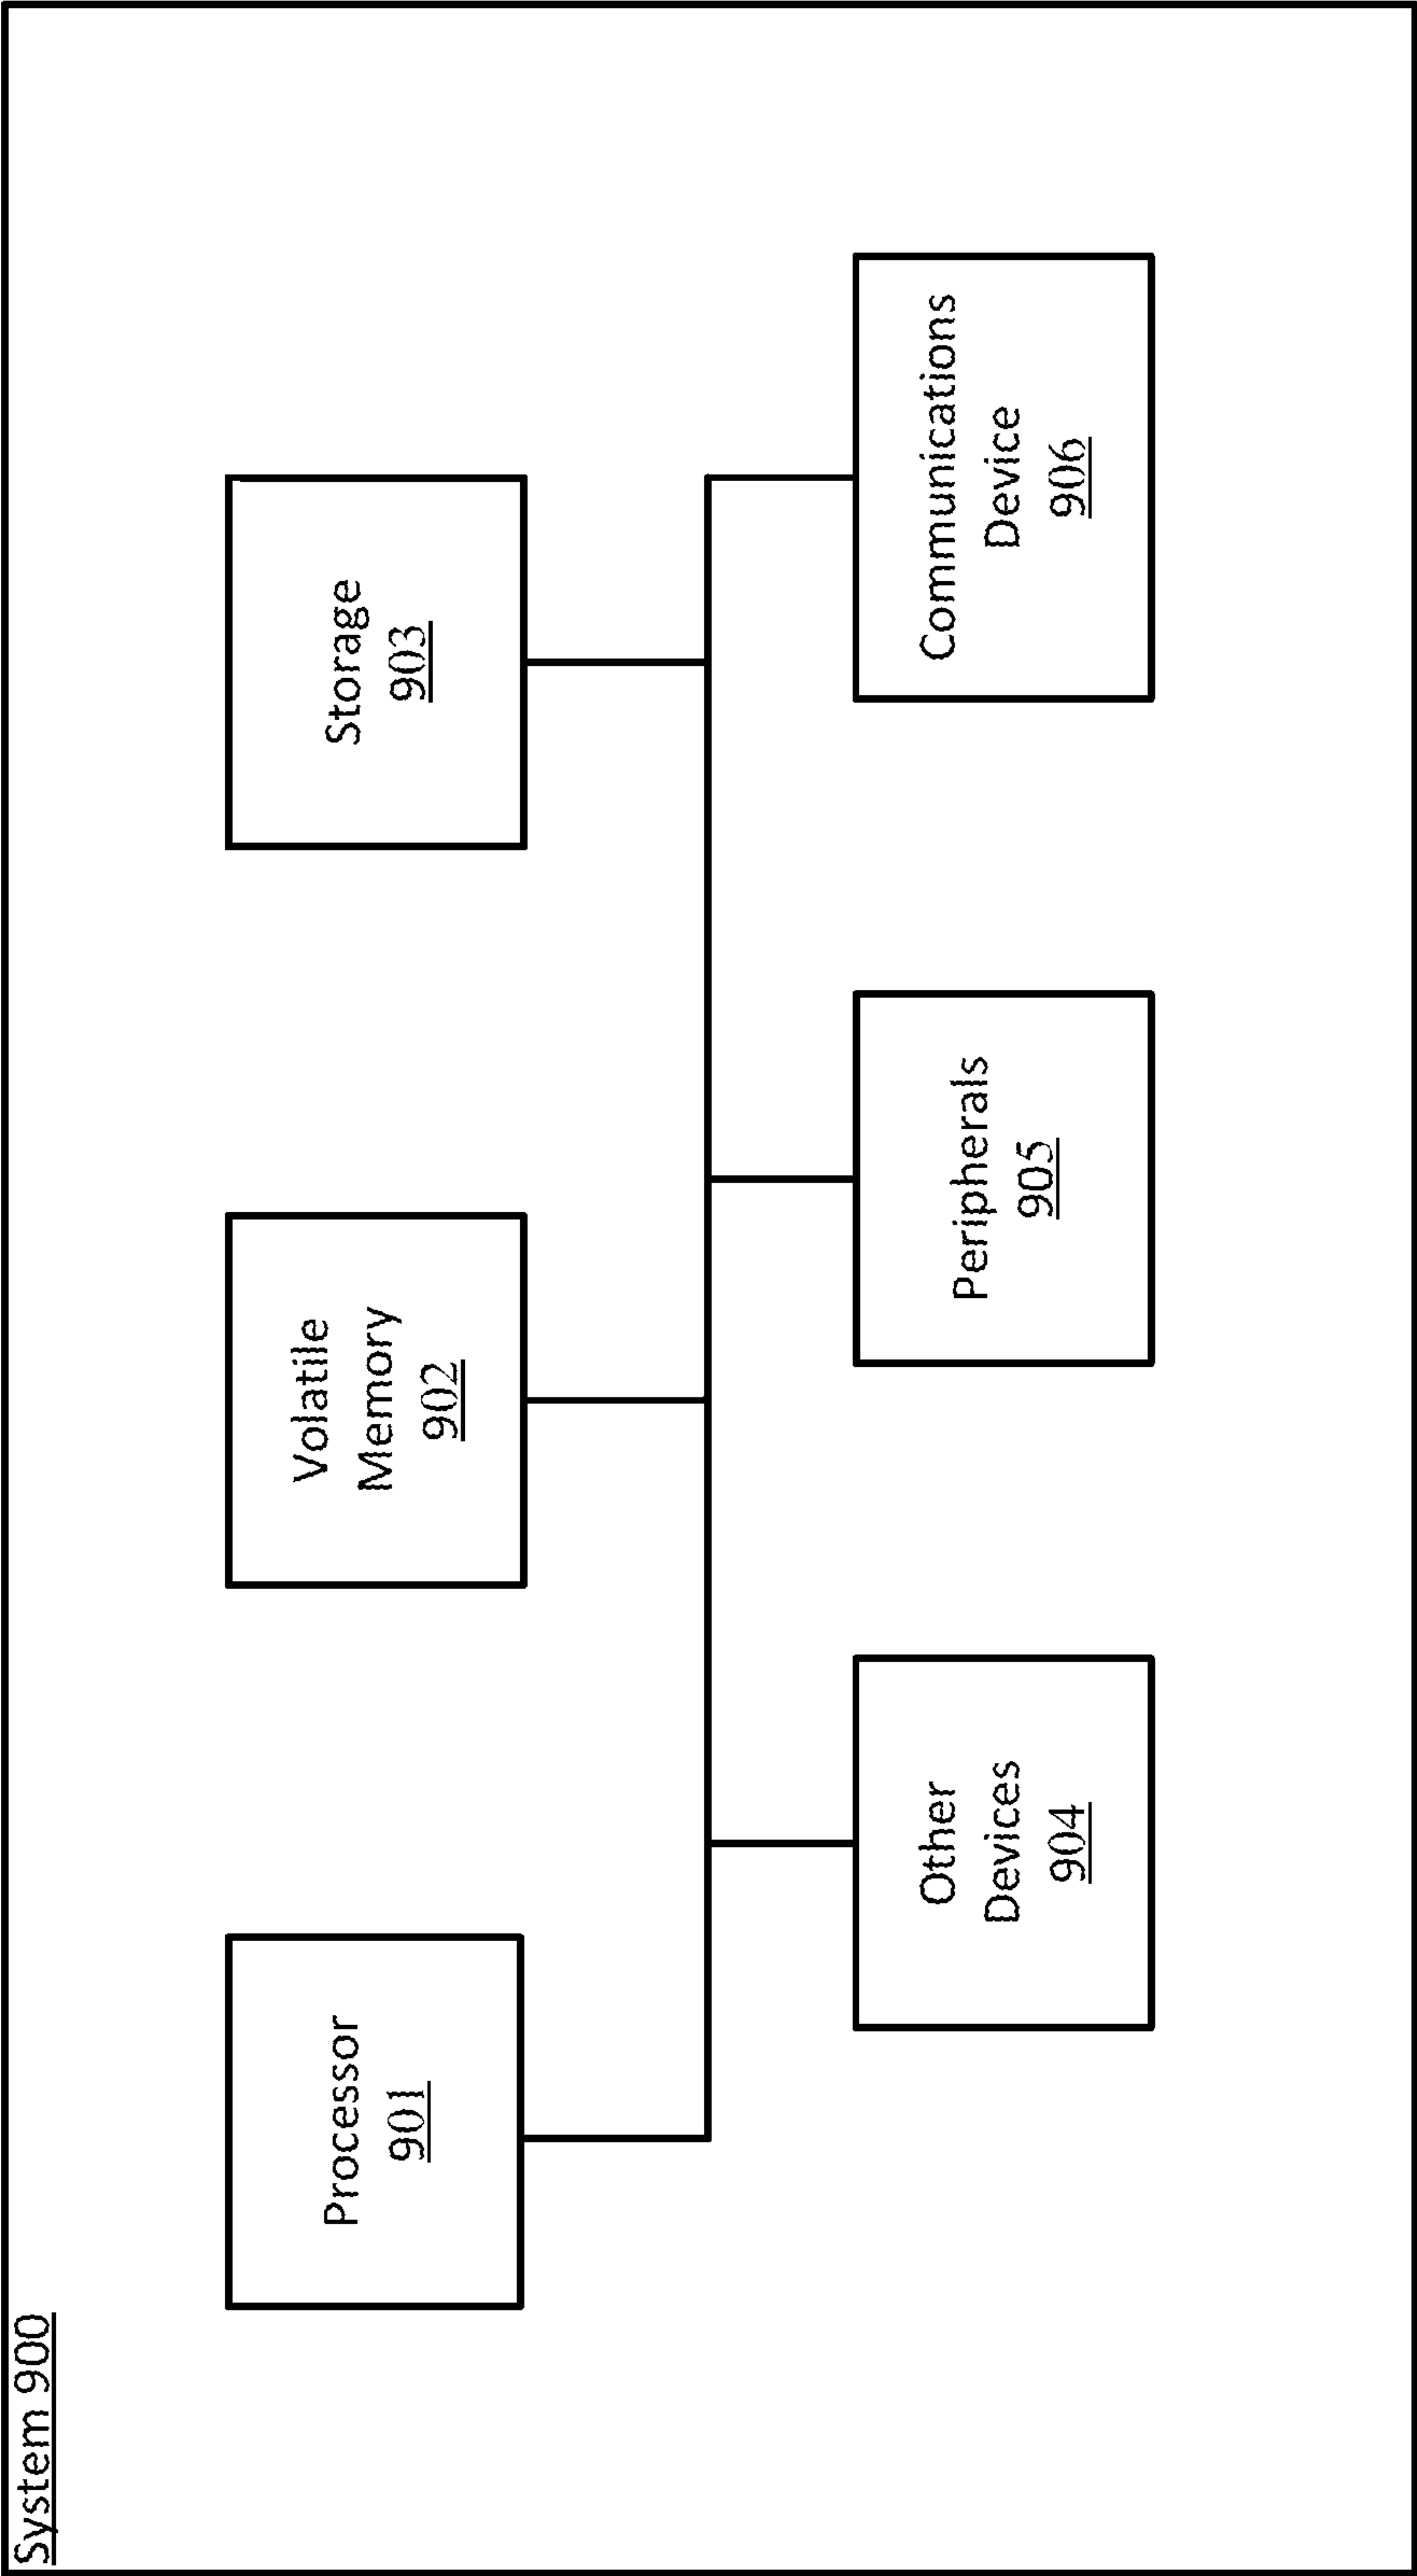 System 900
Processor
901
Volatile
Memory
902
Storage
903
Other
Devices
904
Peripherals
905
Communications
Device
906